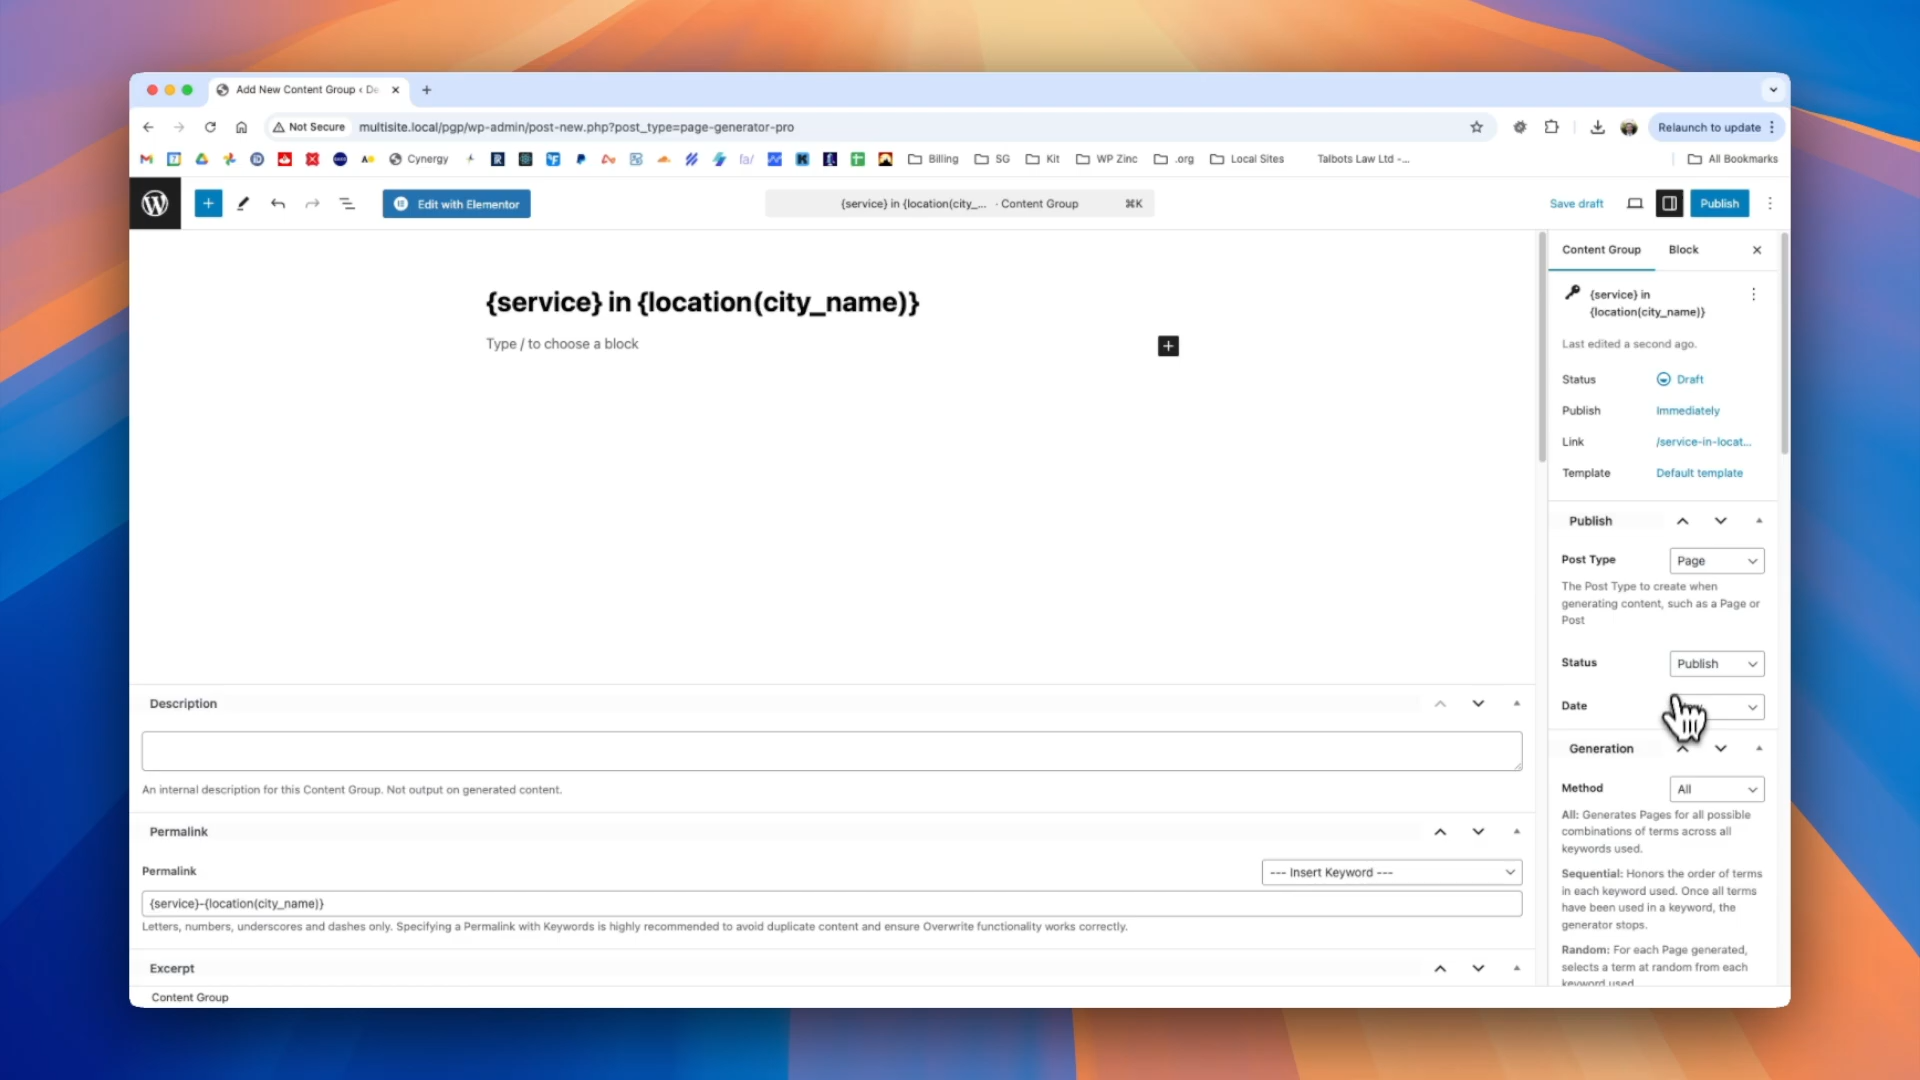 Add New Content Group ‹ De
Not Secure
multisite.local/pgp/wp-admin/post-new.php?post_type=page-generator-pro
Relaunch to update
Cynergy
Billing
SG
Kit
WP Zinc
.org
Local Sites
Talbots Law Ltd -...
All Bookmarks
Edit with Elementor
{service} in {location(city_... · Content Group
⌘K
Save draft
Publish
{service} in {location(city_name)}
Type / to choose a block
Content Group
Block
{service} in
{location(city_name)}
Last edited a second ago.
Status
Draft
Publish
Immediately
Link
/service-in-locat...
Template
Default template
Publish
Post Type
Page
The Post Type to create when
generating content, such as a Page or
Post
Status
Publish
Date
Generation
Method
All
All: Generates Pages for all possible
combinations of terms across all
keywords used.
Sequential: Honors the order of terms
in each keyword used. Once all terms
have been used in a keyword, the
generator stops.
Random: For each Page generated,
selects a term at random from each
keyword used.
Description
An internal description for this Content Group. Not output on generated content.
Permalink
Permalink
--- Insert Keyword ---
{service}-{location(city_name)}
Letters, numbers, underscores and dashes only. Specifying a Permalink with Keywords is highly recommended to avoid duplicate content and ensure Overwrite functionality works correctly.
Excerpt
Content Group